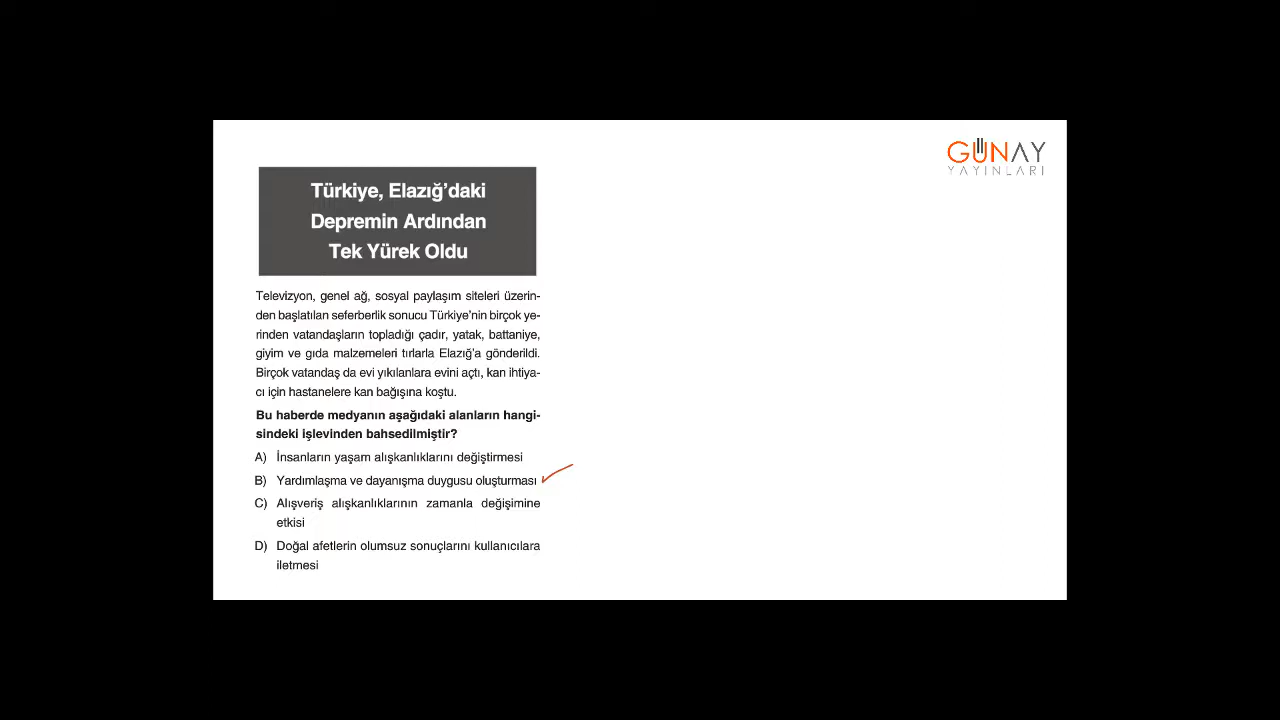 GÜNAY
YAYINLARI
Türkiye, Elazığ’daki
Depremin Ardından
Tek Yürek Oldu
Televizyon, genel ağ, sosyal paylaşım siteleri üzerin-
den başlatılan seferberlik sonucu Türkiye’nin birçok ye-
rinden vatandaşların topladığı çadır, yatak, battaniye,
giyim ve gıda malzemeleri tırlarla Elazığ’a gönderildi.
Birçok vatandaş da evi yıkılanlara evini açtı, kan ihtiya-
cı için hastanelere kan bağışına koştu.
Bu haberde medyanın aşağıdaki alanların hangi-
sindeki işlevinden bahsedilmiştir?
A) İnsanların yaşam alışkanlıklarını değiştirmesi
B) Yardımlaşma ve dayanışma duygusu oluşturması
C) Alışveriş alışkanlıklarının zamanla değişimine
etkisi
D) Doğal afetlerin olumsuz sonuçlarını kullanıcılara
iletmesi